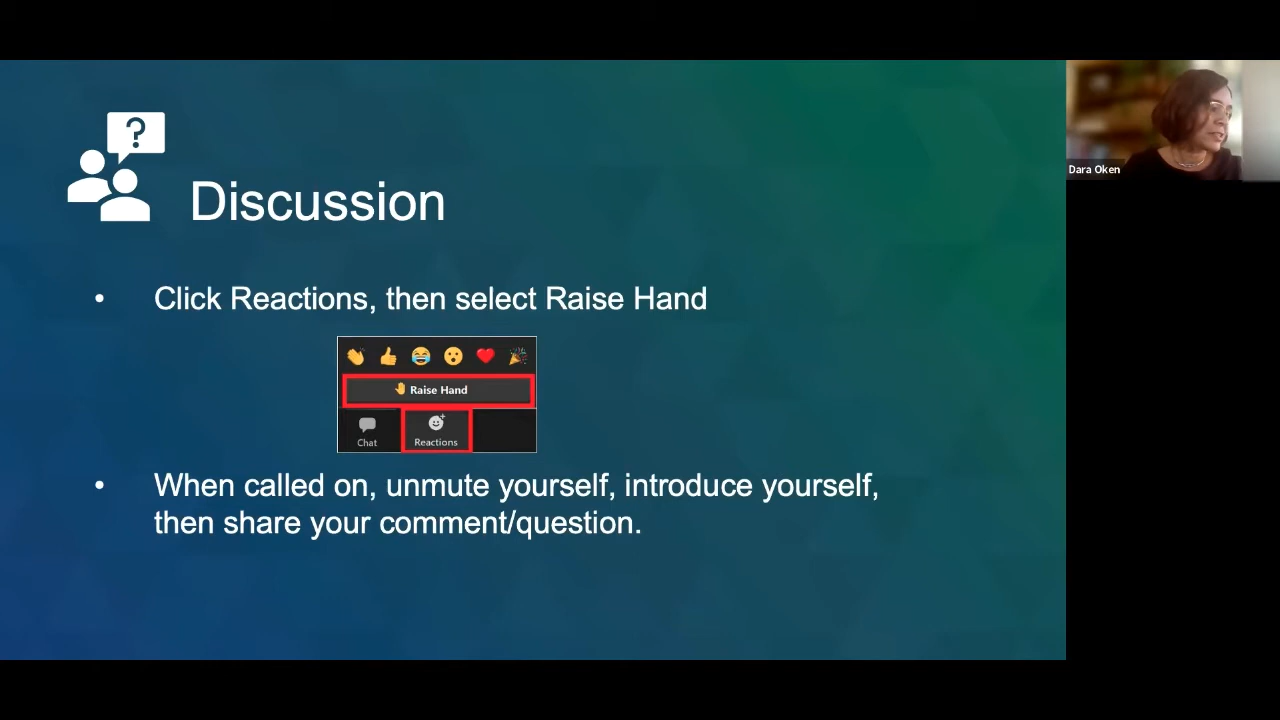 ?
Discussion
Dara Oken
• Click Reactions, then select Raise Hand
Raise Hand
Chat
Reactions
• When called on, unmute yourself, introduce yourself,
then share your comment/question.